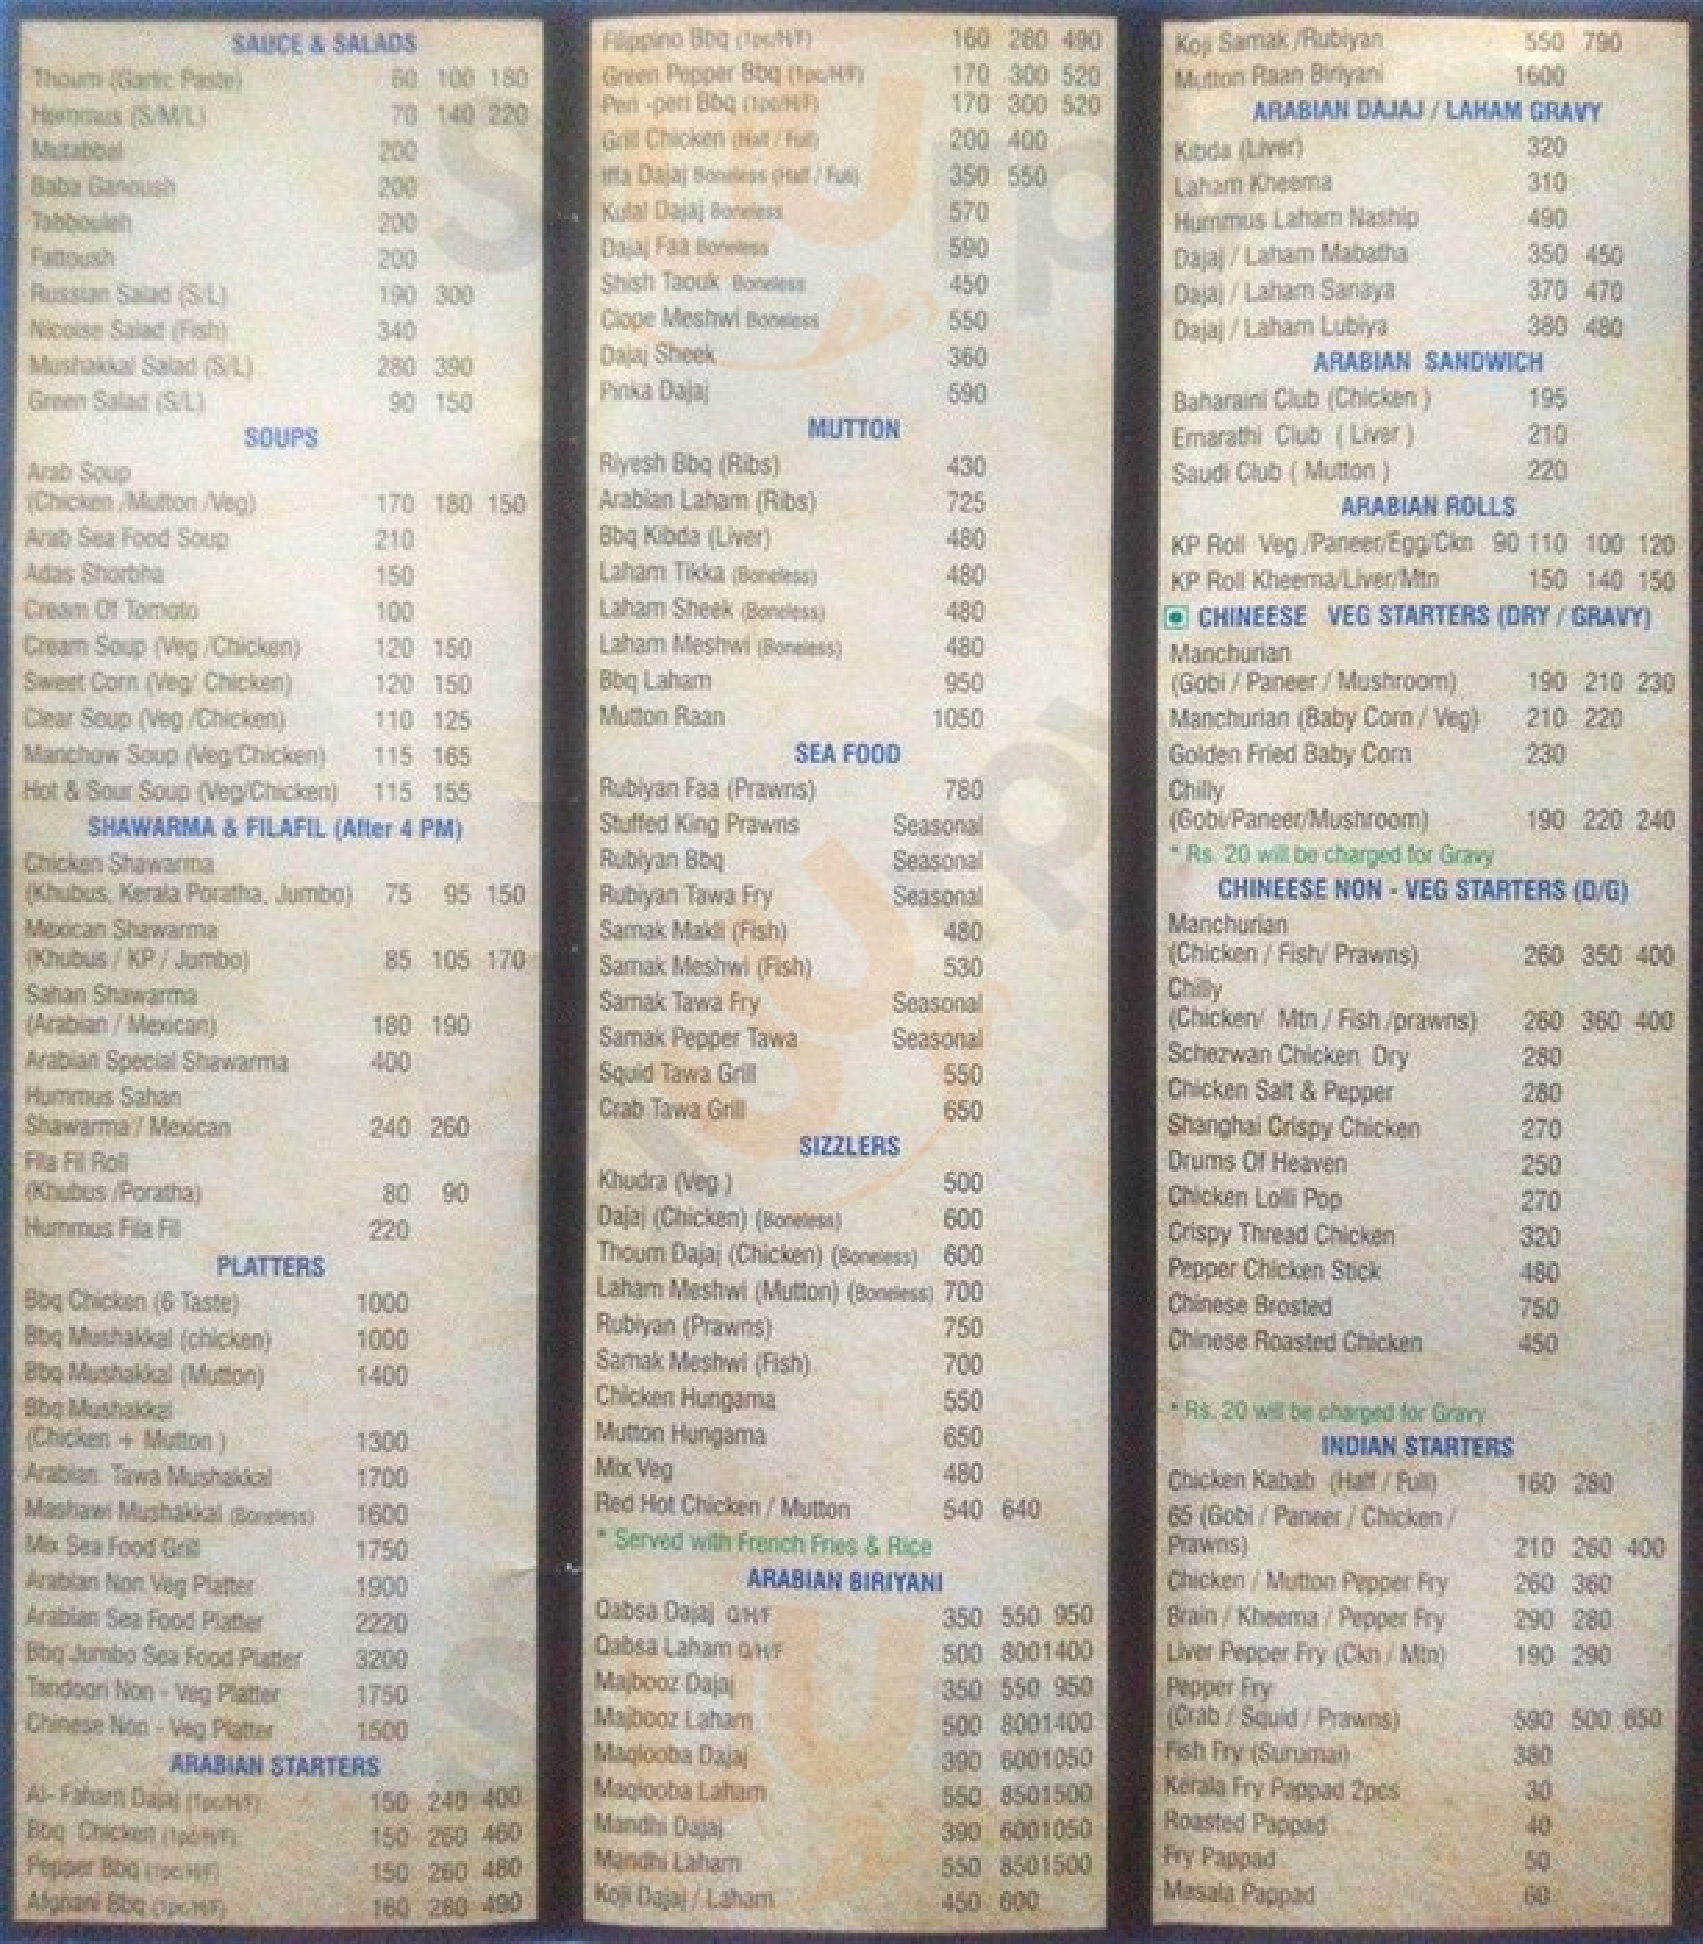 SAUCE & SALADS
Thoum (Garlic Paste) 60 100 180
Hummus (S/M/L) 70 140 220
Mutabbal 200
Baba Ganoush 200
Tabbouleh 200
Fattoush 200
Russian Salad (S/L) 190 300
Nicoise Salad (Fish) 340
Mushakkal Salad (S/L) 280 390
Green Salad (S/L) 90 150
SOUPS
Arab Soup
(Chicken /Mutton /Veg) 170 180 150
Arab Sea Food Soup 210
Adas Shorbha 150
Cream Of Tomoto 100
Cream Soup (Veg /Chicken) 120 150
Sweet Corn (Veg/ Chicken) 120 150
Clear Soup (Veg /Chicken) 110 125
Manchow Soup (Veg/Chicken) 115 165
Hot & Sour Soup (Veg/Chicken) 115 155
SHAWARMA & FILAFIL (After 4 PM)
Chicken Shawarma
(Khubus, Kerala Poratha, Jumbo) 75 95 150
Mexican Shawarma
(Khubus / KP / Jumbo) 85 105 170
Sahan Shawarma
(Arabian / Mexican) 180 190
Arabian Special Shawarma 400
Hummus Sahan
Shawarma / Mexican 240 260
Fila Fil Roll
(Khubus /Poratha) 80 90
Hummus Fila Fil 220
PLATTERS
Bbq Chicken (6 Taste) 1000
Bbq Mushakkal (chicken) 1000
Bbq Mushakkal (Mutton) 1400
Bbq Mushakkal
(Chicken + Mutton ) 1300
Arabian Tawa Mushakkal 1700
Mashawi Mushakkal (Boneless) 1600
Mix Sea Food Grill 1750
Arabian Non Veg Platter 1900
Arabian Sea Food Platter 2220
Bbq Jumbo Sea Food Platter 3200
Tandoori Non - Veg Platter 1750
Chinese Non - Veg Platter 1500
ARABIAN STARTERS
Al- Faham Dajaj (1pc/H/F) 150 240 400
Bbq Chicken (1pc/H/F) 150 260 460
Pepper Bbq (1pc/H/F) 150 260 480
Afghani Bbq (1pc/H/F) 160 280 490
Filippino Bbq (1pc/H/F) 160 280 490
Green Pepper Bbq (1pc/H/F) 170 300 520
Peri -peri Bbq (1pc/H/F) 170 300 520
Grill Chicken (Half / Full) 200 400
Iffa Dajaj Boneless (Half / Full) 350 550
Kulal Dajaj Boneless 570
Dajaj Faa Boneless 590
Shish Taouk Boneless 450
Clope Meshwi Boneless 550
Dajaj Sheek 360
Pinka Dajaj 590
MUTTON
Riyesh Bbq (Ribs) 430
Arabian Laham (Ribs) 725
Bbq Kibda (Liver) 480
Laham Tikka (Boneless) 480
Laham Sheek (Boneless) 480
Laham Meshwi (Boneless) 480
Bbq Laham 950
Mutton Raan 1050
SEA FOOD
Rubiyan Faa (Prawns) 780
Stuffed King Prawns Seasonal
Rubiyan Bbq Seasonal
Rubiyan Tawa Fry Seasonal
Samak Makli (Fish) 480
Samak Meshwi (Fish) 530
Samak Tawa Fry Seasonal
Samak Pepper Tawa Seasonal
Squid Tawa Grill 550
Crab Tawa Grill 650
SIZZLERS
Khudra (Veg ) 500
Dajaj (Chicken) (Boneless) 600
Thoum Dajaj (Chicken) (Boneless) 600
Laham Meshwi (Mutton) (Boneless) 700
Rubiyan (Prawns) 750
Samak Meshwi (Fish) 700
Chicken Hungama 550
Mutton Hungama 650
Mix Veg 480
Red Hot Chicken / Mutton 540 640
* Served with French Fries & Rice
ARABIAN BIRIYANI
Qabsa Dajaj Q/H/F 350 550 950
Qabsa Laham Q/H/F 500 8001400
Majbooz Dajaj 350 550 950
Majbooz Laham 500 8001400
Maqlooba Dajaj 390 6001050
Maqlooba Laham 550 8501500
Mandhi Dajaj 390 6001050
Mandhi Laham 550 8501500
Koji Dajaj / Laham 450 600
Koji Samak /Rubiyan 550 790
Mutton Raan Biriyani 1600
ARABIAN DAJAJ / LAHAM GRAVY
Kibda (Liver) 320
Laham Kheema 310
Hummus Laham Naship 490
Dajaj / Laham Mabatha 350 450
Dajaj / Laham Sanaya 370 470
Dajaj / Laham Lubiya 380 480
ARABIAN SANDWICH
Baharaini Club (Chicken ) 195
Emarathi Club ( Liver ) 210
Saudi Club ( Mutton ) 220
ARABIAN ROLLS
KP Roll Veg /Paneer/Egg/Ckn 90 110 100 120
KP Roll Kheema/Liver/Mtn 150 140 150
CHINEESE VEG STARTERS (DRY / GRAVY)
Manchurian
(Gobi / Paneer / Mushroom) 190 210 230
Manchurian (Baby Corn / Veg) 210 220
Golden Fried Baby Corn 230
Chilly
(Gobi/Paneer/Mushroom) 190 220 240
* Rs. 20 will be charged for Gravy
CHINEESE NON - VEG STARTERS (D/G)
Manchurian
(Chicken / Fish/ Prawns) 260 350 400
Chilly
(Chicken/ Mtn / Fish /prawns) 260 360 400
Schezwan Chicken Dry 280
Chicken Salt & Pepper 280
Shanghai Crispy Chicken 270
Drums Of Heaven 250
Chicken Lolli Pop 270
Crispy Thread Chicken 320
Pepper Chicken Stick 480
Chinese Brosted 750
Chinese Roasted Chicken 450
* Rs. 20 will be charged for Gravy
INDIAN STARTERS
Chicken Kabab (Half / Full) 160 280
65 (Gobi / Paneer / Chicken /
Prawns) 210 260 400
Chicken / Mutton Pepper Fry 260 360
Brain / Kheema / Pepper Fry 290 280
Liver Pepper Fry (Ckn / Mtn) 190 290
Pepper Fry
(Crab / Squid / Prawns) 590 500 650
Fish Fry (Surumai) 380
Kerala Fry Pappad 2pcs 30
Roasted Pappad 40
Fry Pappad 50
Masala Pappad 60